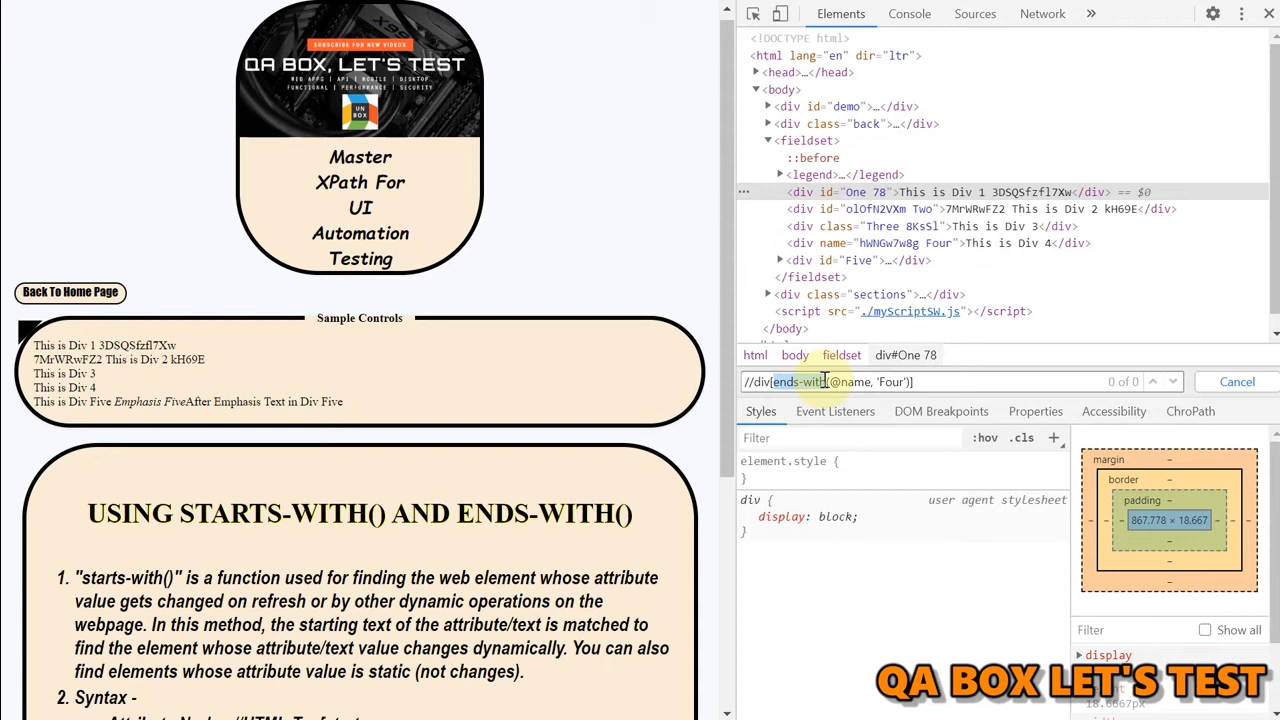 SUBSCRIBE FOR NEW VIDEOS
QA BOX, LET'S TEST
WEB APPS | API | MOBILE | DESKTOP
FUNCTIONAL | PERFORMANCE | SECURITY
UN
BOX
Master
XPath For
UI
Automation
Testing
Back To Home Page
Sample Controls
This is Div 1 3DSQSfzfl7Xw
7MrWRwFZ2 This is Div 2 kH69E
This is Div 3
This is Div 4
This is Div Five Emphasis FiveAfter Emphasis Text in Div Five
USING STARTS-WITH() AND ENDS-WITH()
1. "starts-with()" is a function used for finding the web element whose attribute
value gets changed on refresh or by other dynamic operations on the
webpage. In this method, the starting text of the attribute/text is matched to
find the element whose attribute/text value changes dynamically. You can also
find elements whose attribute value is static (not changes).
2. Syntax -
Elements Console Sources Network »
<!DOCTYPE html>
<html lang="en" dir="ltr">
<head>…</head>
<body>
<div id="demo">…</div>
<div class="back">…</div>
<fieldset>
::before
<legend>…</legend>
<div id="One 78">This is Div 1 3DSQSfzfl7Xw</div> == $0
<div id="olOfN2VXm Two">7MrWRwFZ2 This is Div 2 kH69E</div>
<div class="Three 8KsSl">This is Div 3</div>
<div name="hWNGw7w8g Four">This is Div 4</div>
<div id="Five">…</div>
</fieldset>
<div class="sections">…</div>
<script src="./myScriptSW.js"></script>
</body>
html body fieldset div#One 78
//div[ends-with(@name, 'Four')] 0 of 0 Cancel
Styles Event Listeners DOM Breakpoints Properties Accessibility ChroPath
Filter :hov .cls +
element.style {
}
div { user agent stylesheet
display: block;
}
margin –
border –
padding –
– – – 867.778 × 18.667 – – –
–
–
–
Filter Show all
display
block
18.6667px
QA BOX LET'S TEST